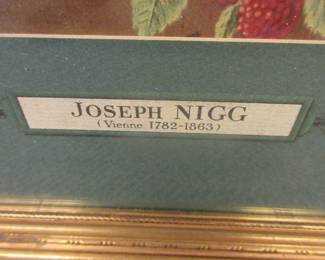 JOSEPH NIGG
(Vienne 1782-1863)